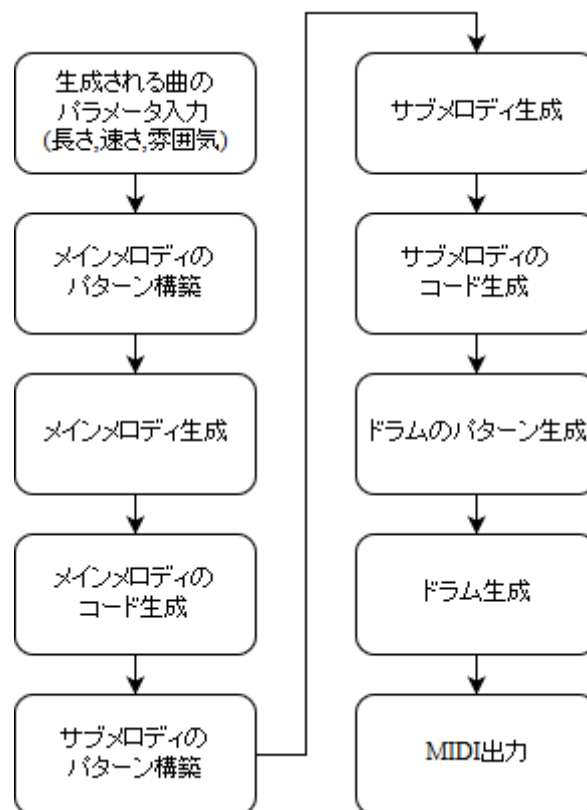 生成される曲の
パラメータ入力
(長さ,速さ,雰囲気)
メインメロディの
パターン構築
メインメロディ生成
メインメロディの
コード生成
サブメロディの
パターン構築
サブメロディ生成
サブメロディの
コード生成
ドラムのパターン生成
ドラム生成
MIDI出力